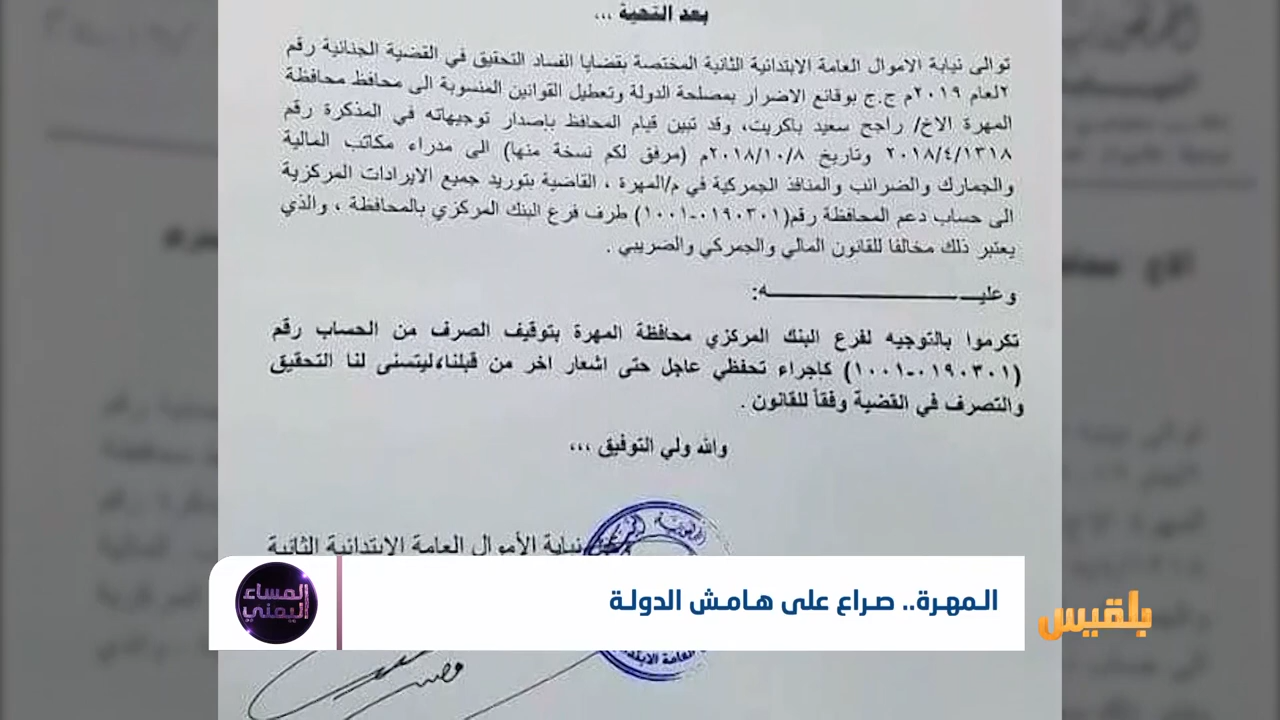 بعد التحية ،،،
توالى نيابة الاموال العامة الابتدائية الثانية المختصة بقضايا الفساد التحقيق في القضية الجنائية رقم
٢لعام ٢٠١٩م ج.ج بوقائع الاضرار بمصلحة الدولة وتعطيل القوانين المنسوبة الى محافظ محافظة
المهرة الاخ/ راجح سعيد باكريت، وقد تبين قيام المحافظ بإصدار توجيهاته في المذكرة رقم
٢٠١٨/٤/١٣١٨ وتاريخ ٢٠١٨/١٠/٨م (مرفق لكم نسخة منها) الى مدراء مكاتب المالية
والجمارك والضرائب والمنافذ الجمركية في م/المهرة ، القاضية بتوريد جميع الايرادات المركزية
الى حساب دعم المحافظة رقم(٠١٩٠٣٠١-١٠٠١) طرف فرع البنك المركزي بالمحافظة ، والذي
يعتبر ذلك مخالفا للقانون المالي والجمركي والضريبي .
وعليـــــــــــه:
تكرموا بالتوجيه لفرع البنك المركزي محافظة المهرة بتوقيف الصرف من الحساب رقم
(٠١٩٠٣٠١-١٠٠١) كإجراء تحفظي عاجل حتى اشعار اخر من قبلنا،ليتسنى لنا التحقيق
والتصرف في القضية وفقاً للقانون .
والله ولي التوفيق ،،،
نيابة الأموال العامة الابتدائية الثانية
المهرة.. صراع على هامش الدولة
المساء اليمني
بلقيس